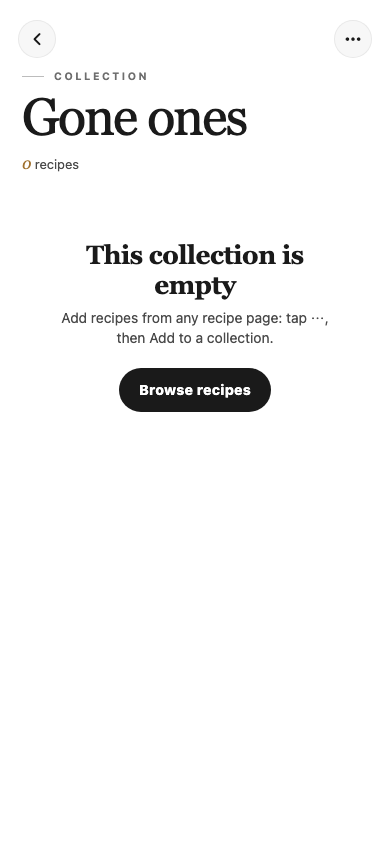 COLLECTION
Gone ones
0 recipes
This collection is
empty
Add recipes from any recipe page: tap ···,
then Add to a collection.
Browse recipes